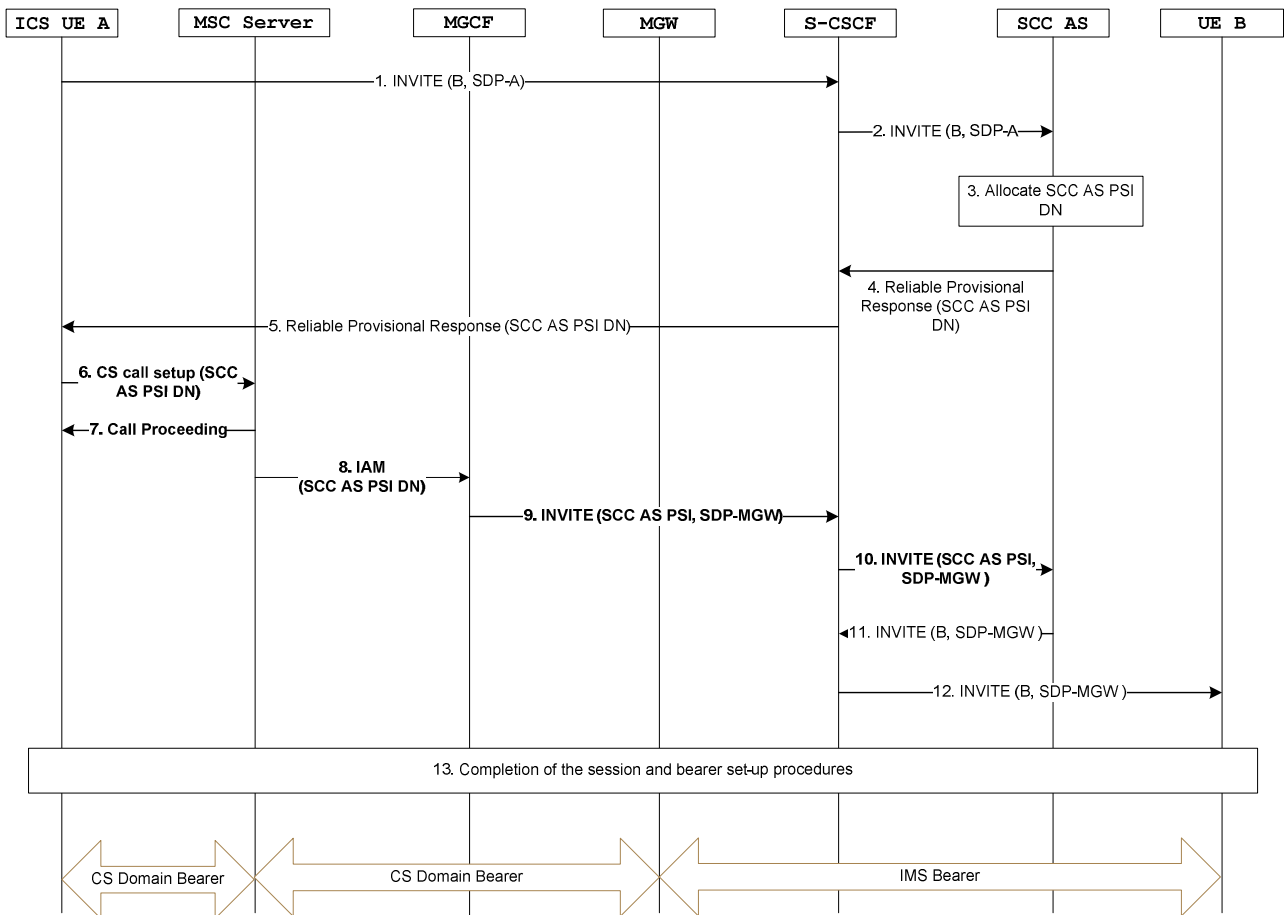 ICS UE A
MSC Server
MGCF
MGW
S-CSCF
SCC AS
UE B
1. INVITE (B, SDP-A)
2. INVITE (B, SDP-A
3. Allocate SCC AS PSI
DN
4. Reliable Provisional
Response (SCC AS PSI
DN)
5. Reliable Provisional Response (SCC AS PSI DN)
6. CS call setup (SCC
AS PSI DN)
7. Call Proceeding
8. IAM
(SCC AS PSI DN)
9. INVITE (SCC AS PSI, SDP-MGW)
10. INVITE (SCC AS PSI,
SDP-MGW )
11. INVITE (B, SDP-MGW )
12. INVITE (B, SDP-MGW )
13. Completion of the session and bearer set-up procedures
CS Domain Bearer
CS Domain Bearer
IMS Bearer